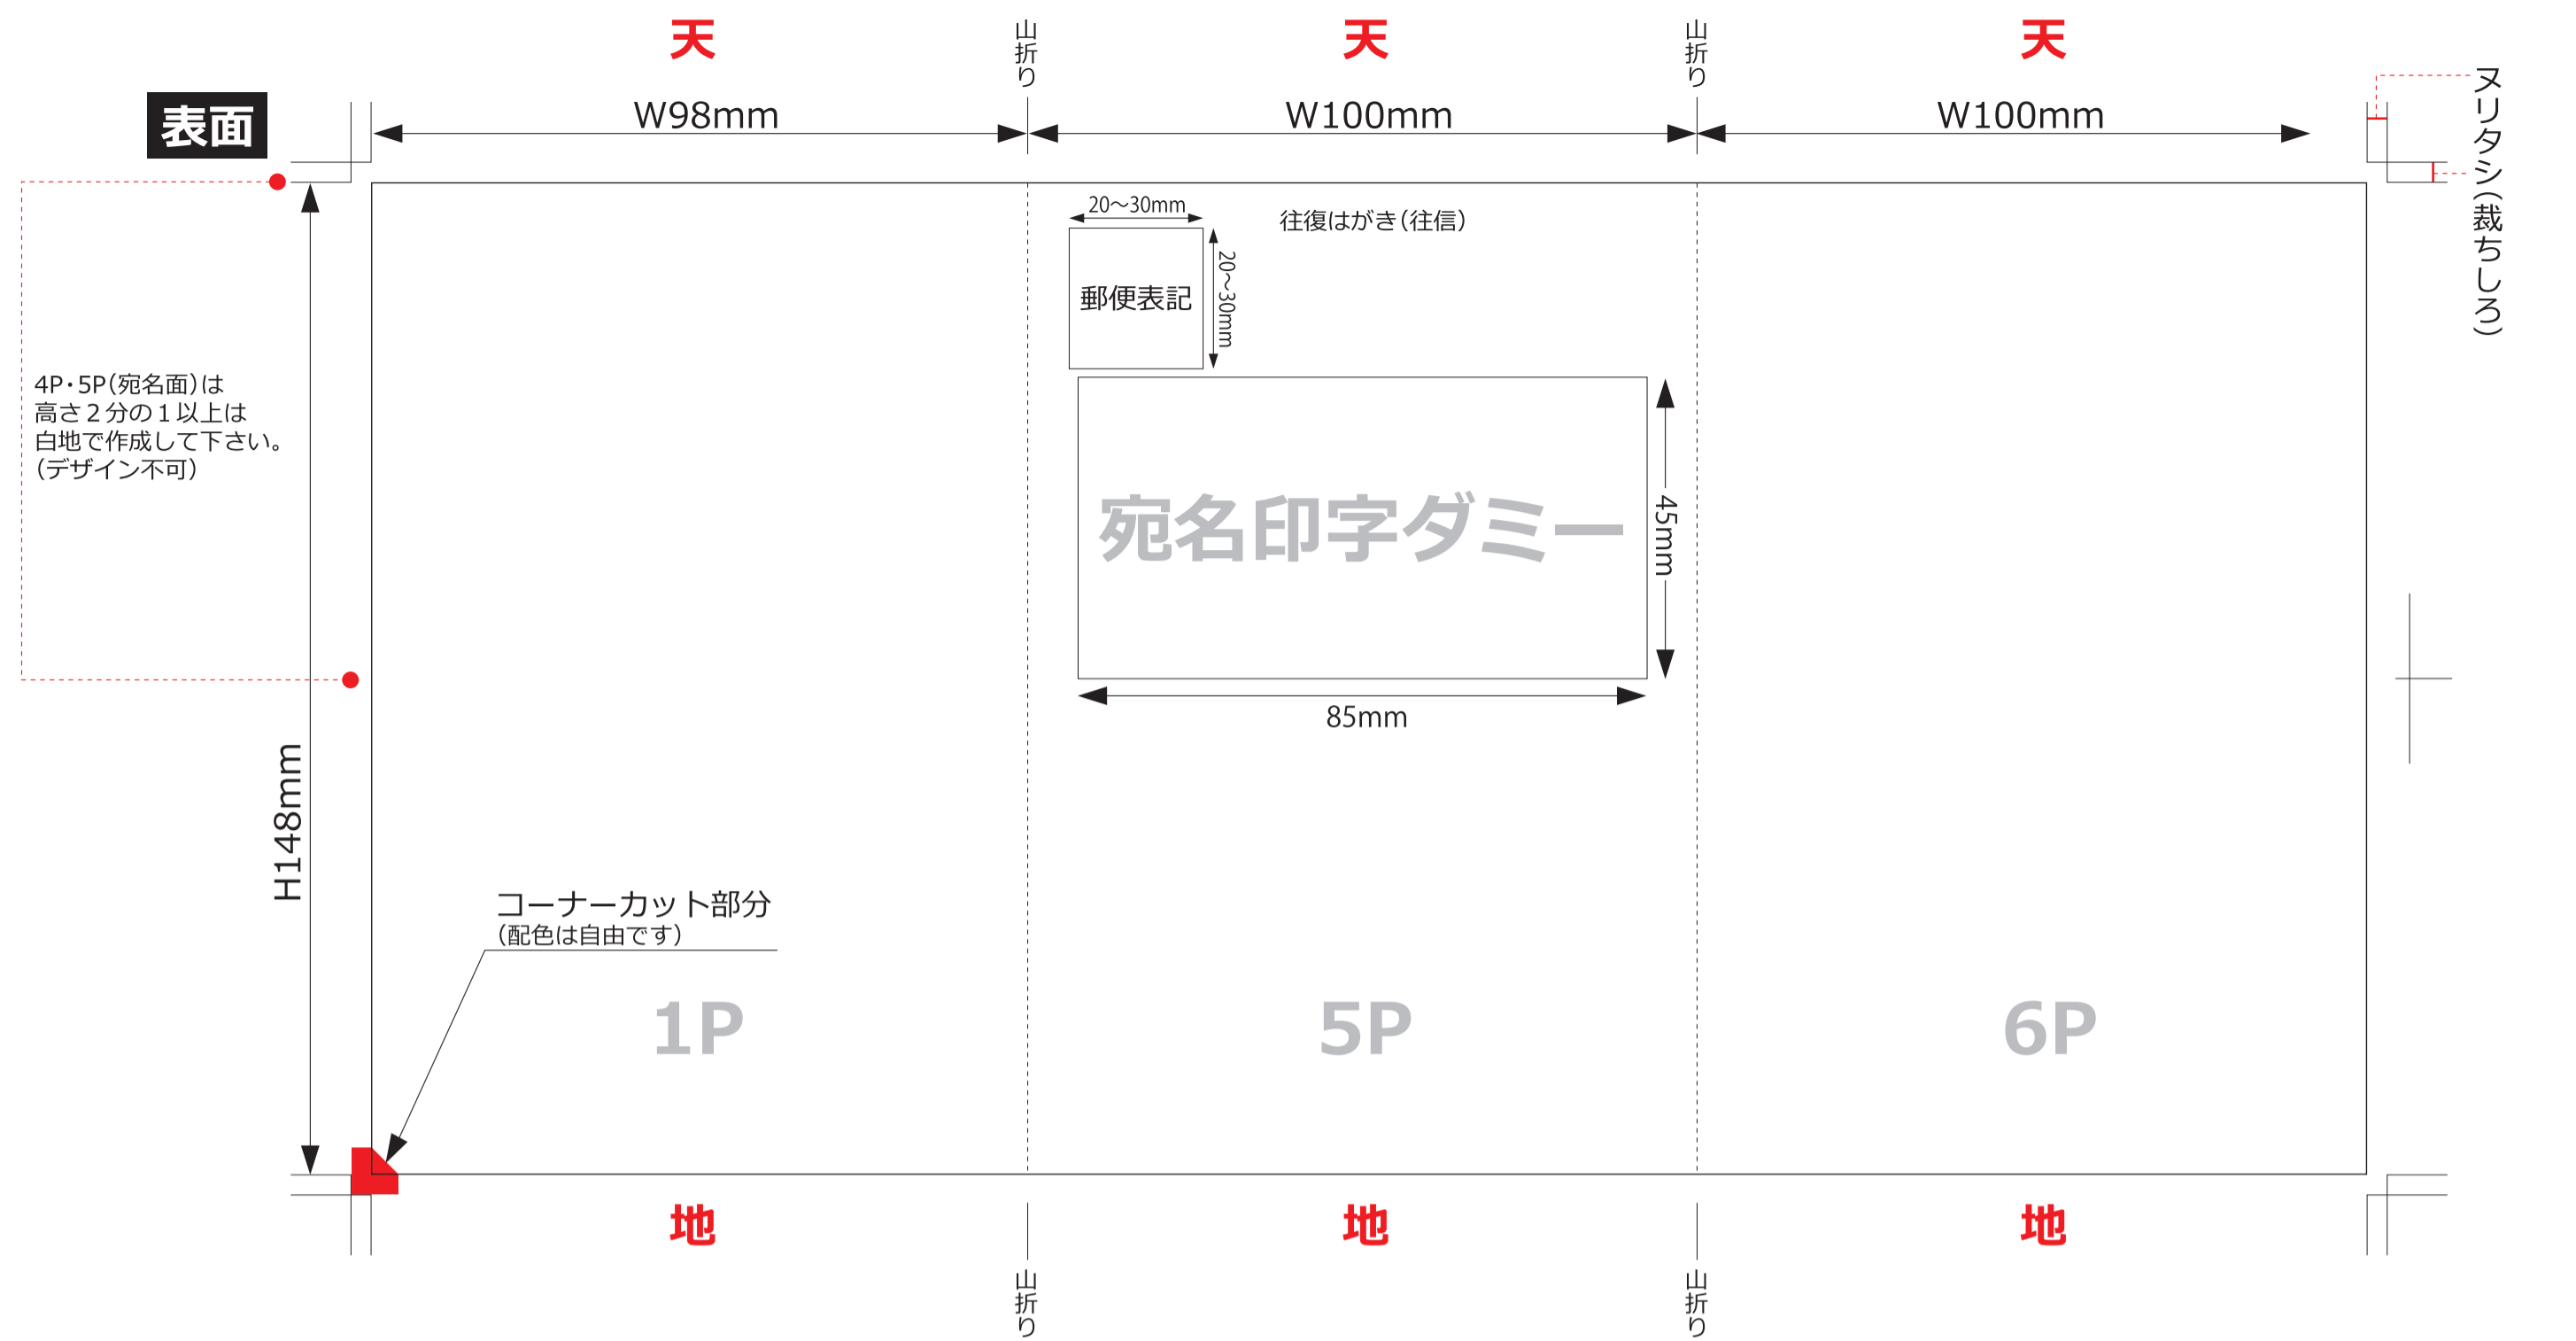 天
天
天
山折り
山折り
表面
W98mm
W100mm
W100mm
ヌリタシ（裁ちしろ）
20〜30mm
往復はがき（往信）
郵便表記
20〜30mm
4P・5P（宛名面）は
高さ２分の１以上は
白地で作成して下さい。
（デザイン不可）
宛名印字ダミー
45mm
85mm
H148mm
コーナーカット部分
（配色は自由です）
1P
5P
6P
地
地
地
山折り
山折り